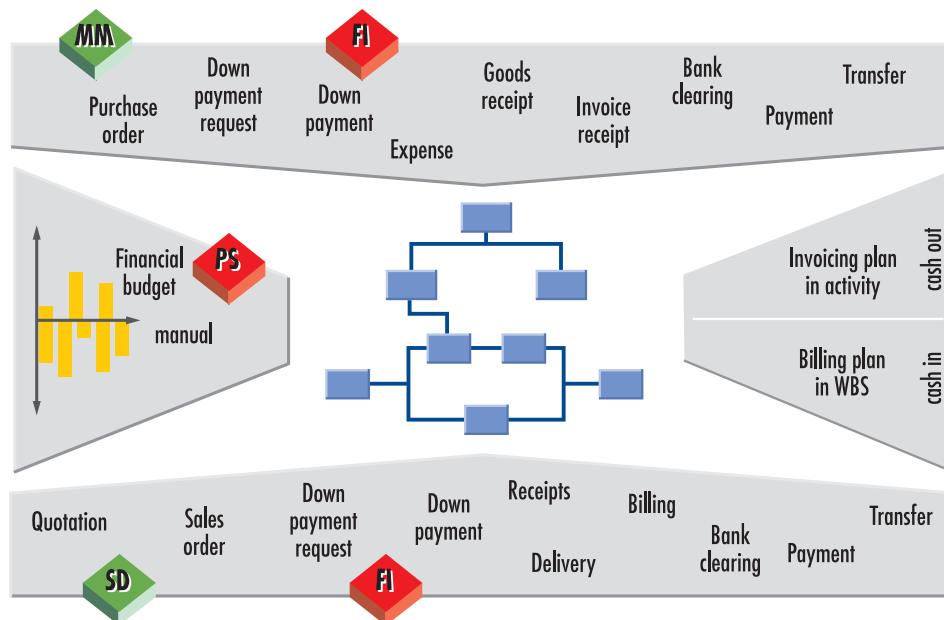 MM
FI
Down
payment
request
Purchase
order
Down
payment
Expense
Goods
receipt
Invoice
receipt
Bank
clearing
Payment
Transfer
Financial
budget
PS
manual
Invoicing plan
in activity
cash out
Billing plan
in WBS
cash in
Quotation
Sales
order
Down
payment
request
Down
payment
Receipts
Delivery
Billing
Bank
clearing
Payment
Transfer
SD
FI